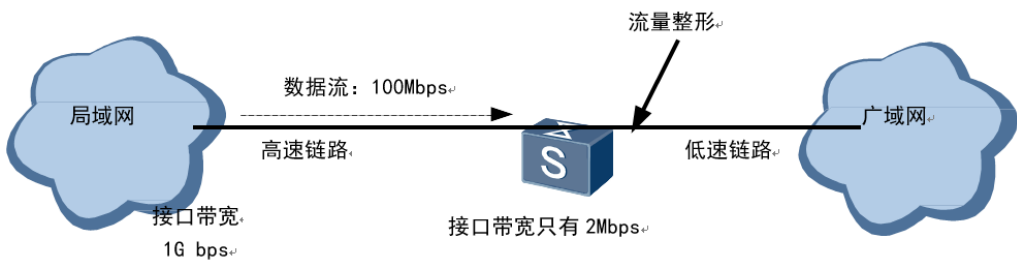 流量整形
数据流：100Mbps
局域网
广域网
高速链路
低速链路
S
接口带宽
1G bps
接口带宽只有 2Mbps